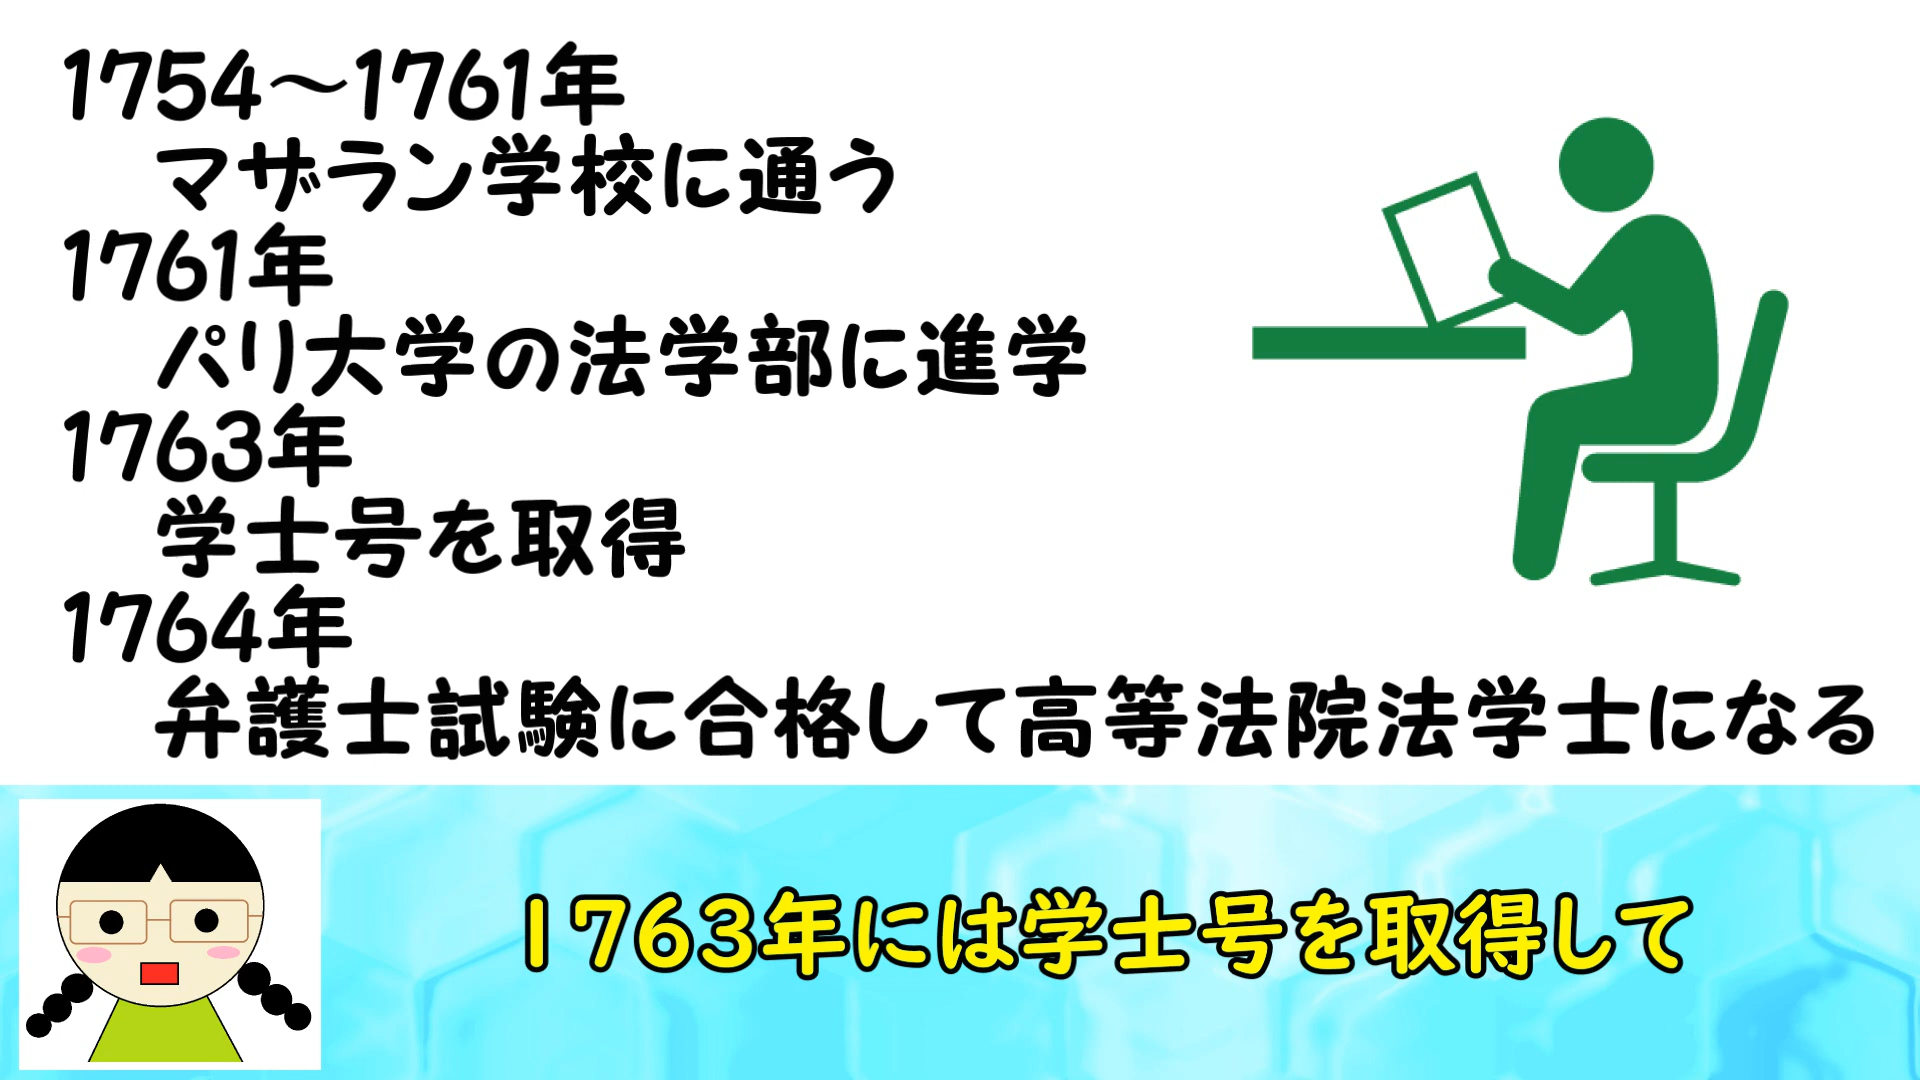 1754～1761年
マザラン学校に通う
1761年
パリ大学の法学部に進学
1763年
学士号を取得
1764年
弁護士試験に合格して高等法院法学士になる
1763年には学士号を取得して